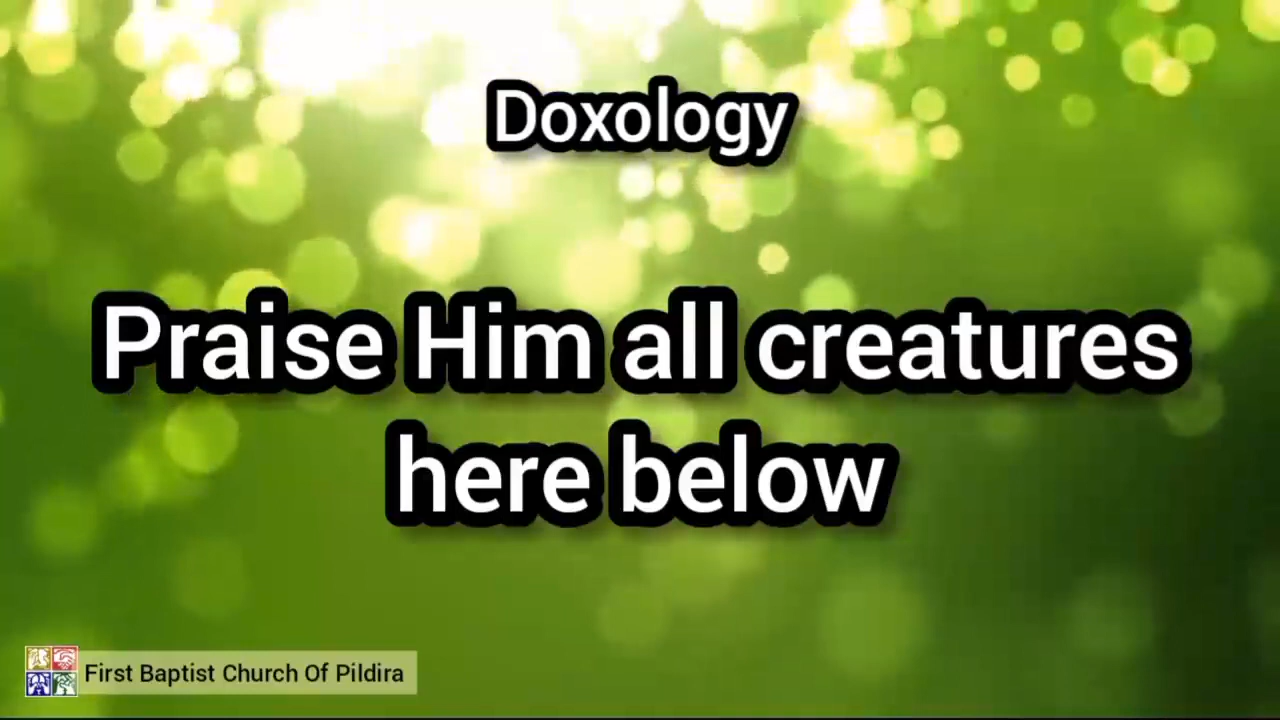 Doxology
Praise Him all creatures
here below
First Baptist Church Of Pildira